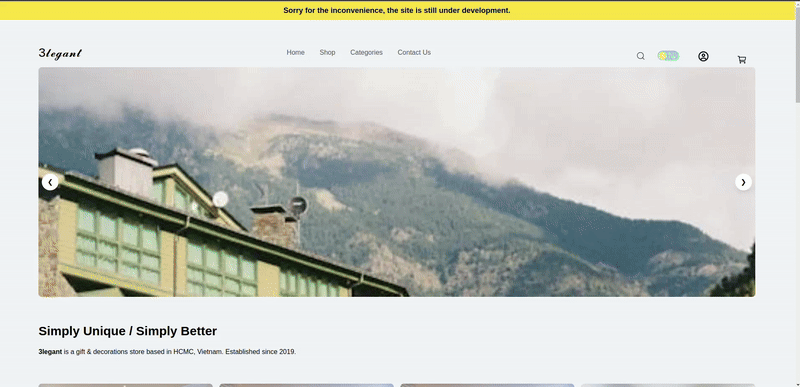 Sorry for the inconvenience, the site is still under development.
3legant
Home Shop Categories Contact Us
Simply Unique / Simply Better
3legant is a gift & decorations store based in HCMC, Vietnam. Established since 2019.